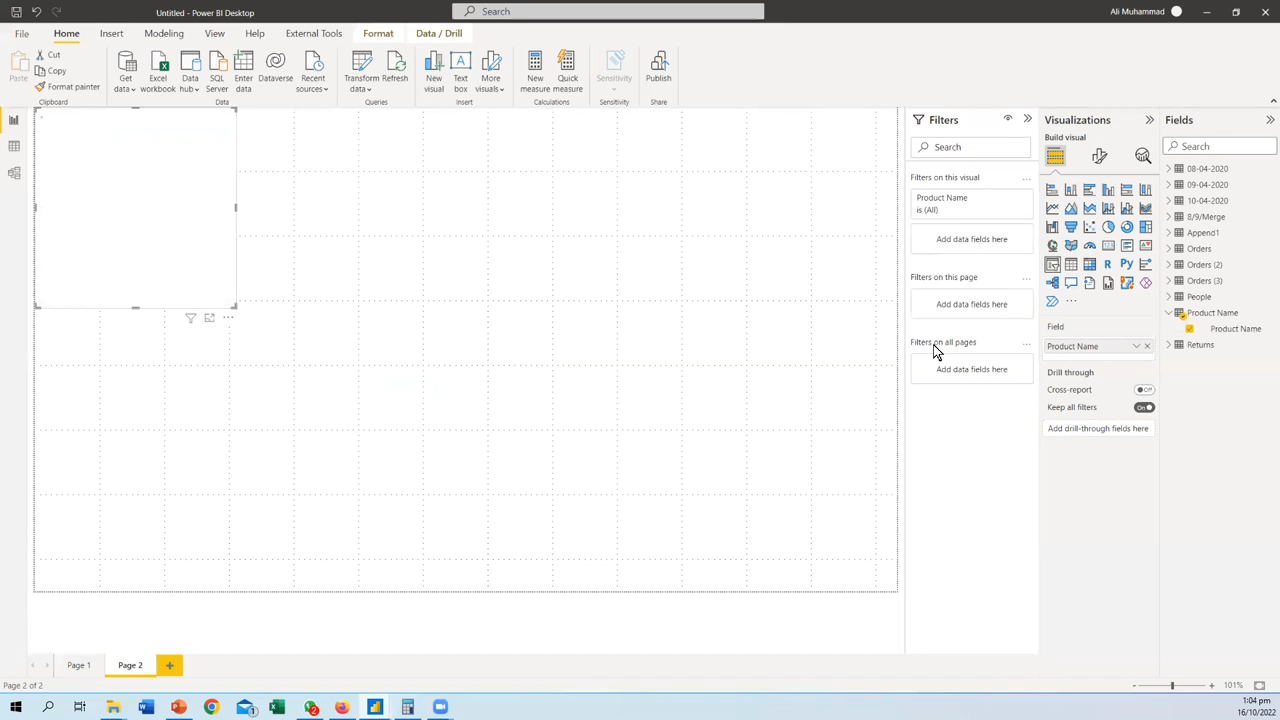 Untitled - Power BI Desktop
Search
Ali Muhammad
File
Home
Insert
Modeling
View
Help
External Tools
Format
Data / Drill
Paste
Cut
Copy
Format painter
Clipboard
Get data
Excel workbook
Data hub
SQL Server
Enter data
Dataverse
Recent sources
Data
Transform data
Refresh
Queries
New visual
Text box
More visuals
Insert
New measure
Quick measure
Calculations
Sensitivity
Sensitivity
Publish
Share
Filters
Search
Filters on this visual
Product Name
is (All)
Add data fields here
Filters on this page
Add data fields here
Filters on all pages
Add data fields here
Visualizations
Build visual
R
Py
Field
Product Name
Drill through
Cross-report
Off
Keep all filters
On
Add drill-through fields here
Fields
Search
08-04-2020
09-04-2020
10-04-2020
8/9/Merge
Append1
Orders
Orders (2)
Orders (3)
People
Product Name
Product Name
Returns
Page 1
Page 2
Page 2 of 2
101%
1:04 pm
16/10/2022